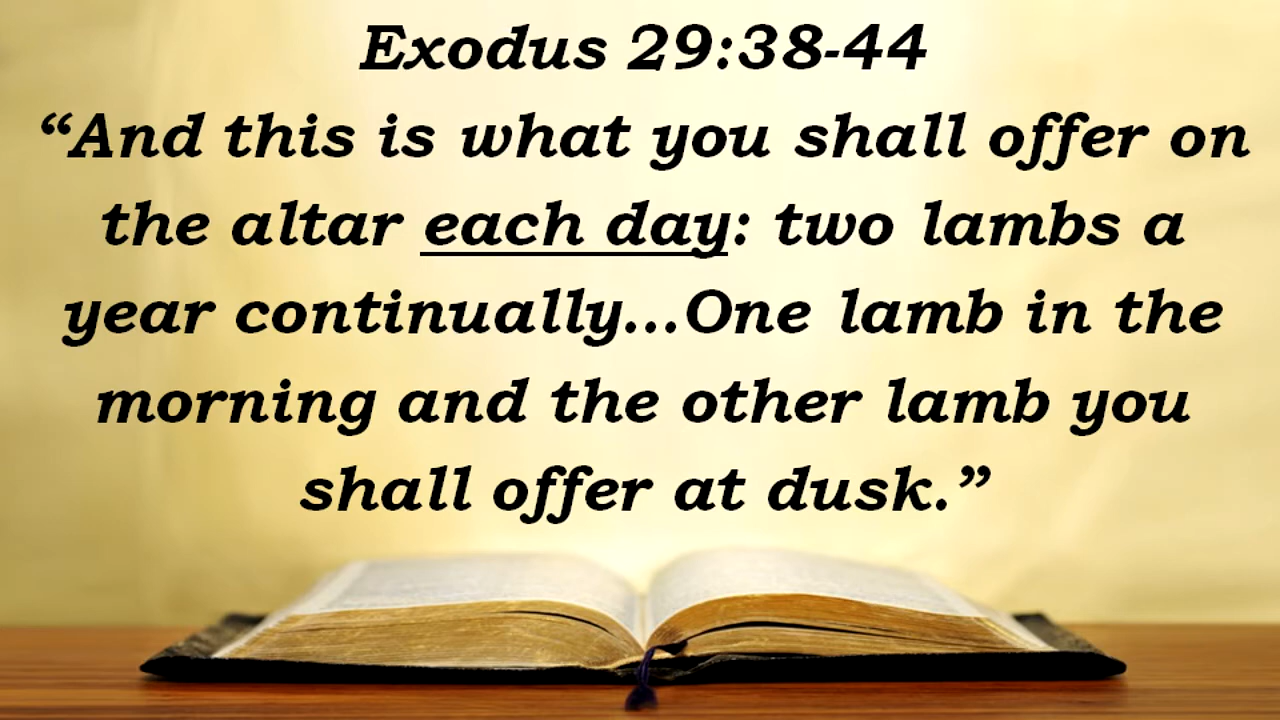 Exodus 29:38-44
“And this is what you shall offer on
the altar each day: two lambs a
year continually...One lamb in the
morning and the other lamb you
shall offer at dusk.”